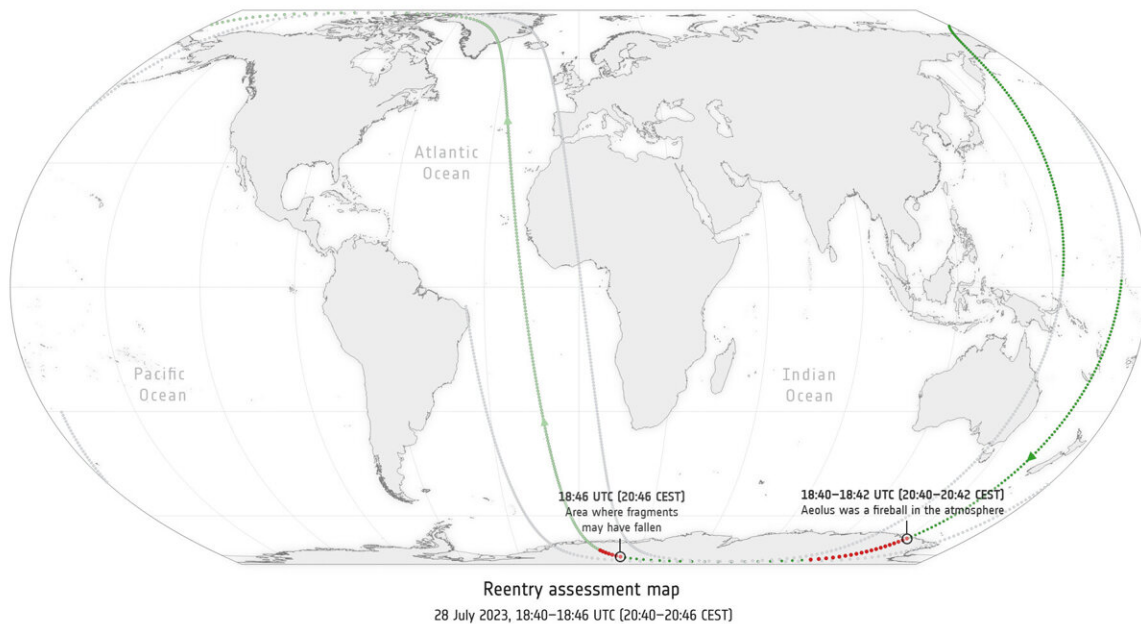 Atlantic
Ocean
Pacific
Ocean
Indian
Ocean
18:46 UTC (20:46 CEST)
Area where fragments
may have fallen
18:40–18:42 UTC (20:40–20:42 CEST)
Aeolus was a fireball in the atmosphere
Reentry assessment map
28 July 2023, 18:40–18:46 UTC (20:40–20:46 CEST)